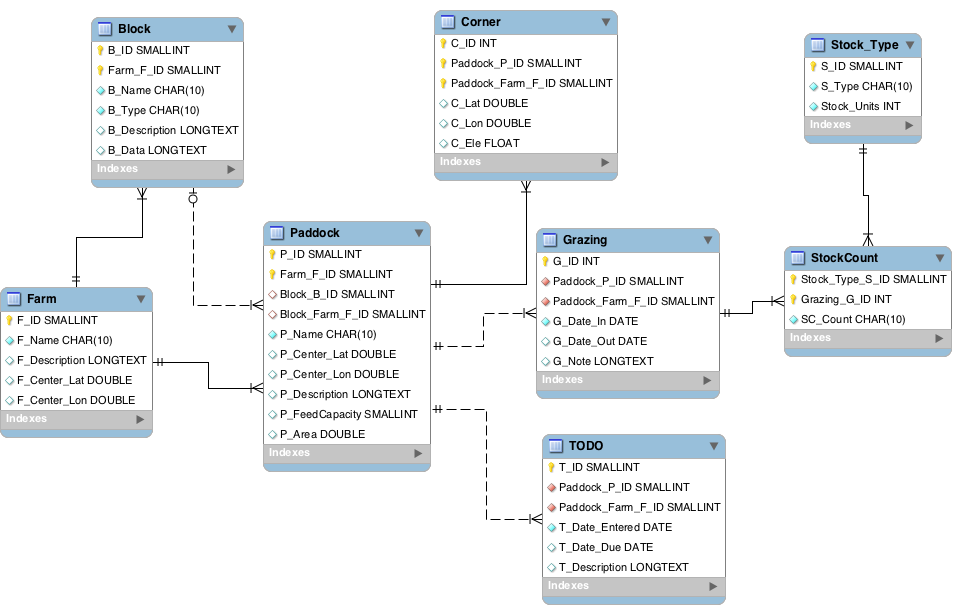 Block
B_ID SMALLINT
Farm_F_ID SMALLINT
B_Name CHAR(10)
B_Type CHAR(10)
B_Description LONGTEXT
B_Data LONGTEXT
Indexes
Corner
C_ID INT
Paddock_P_ID SMALLINT
Paddock_Farm_F_ID SMALLINT
C_Lat DOUBLE
C_Lon DOUBLE
C_Ele FLOAT
Indexes
Stock_Type
S_ID SMALLINT
S_Type CHAR(10)
Stock_Units INT
Indexes
Farm
F_ID SMALLINT
F_Name CHAR(10)
F_Description LONGTEXT
F_Center_Lat DOUBLE
F_Center_Lon DOUBLE
Indexes
Paddock
P_ID SMALLINT
Farm_F_ID SMALLINT
Block_B_ID SMALLINT
Block_Farm_F_ID SMALLINT
P_Name CHAR(10)
P_Center_Lat DOUBLE
P_Center_Lon DOUBLE
P_Description LONGTEXT
P_FeedCapacity SMALLINT
P_Area DOUBLE
Indexes
Grazing
G_ID INT
Paddock_P_ID SMALLINT
Paddock_Farm_F_ID SMALLINT
G_Date_In DATE
G_Date_Out DATE
G_Note LONGTEXT
Indexes
StockCount
Stock_Type_S_ID SMALLINT
Grazing_G_ID INT
SC_Count CHAR(10)
Indexes
TODO
T_ID SMALLINT
Paddock_P_ID SMALLINT
Paddock_Farm_F_ID SMALLINT
T_Date_Entered DATE
T_Date_Due DATE
T_Description LONGTEXT
Indexes